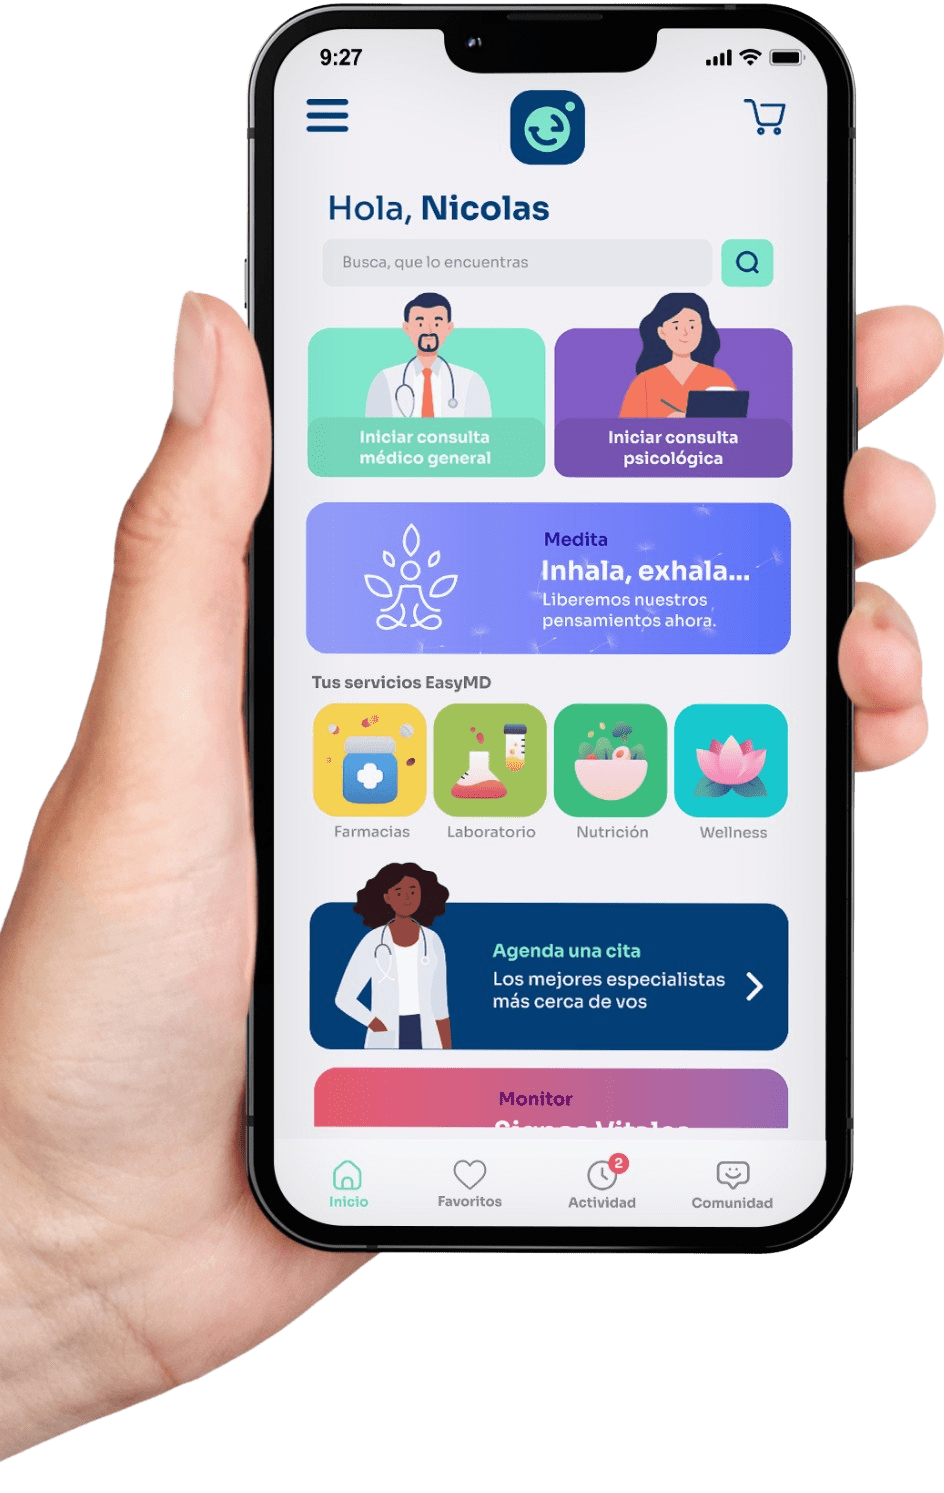 9:27
Hola, Nicolas
Busca, que lo encuentras
Iniciar consulta
médico general
Iniciar consulta
psicológica
Medita
Inhala, exhala...
Liberemos nuestros
pensamientos ahora.
Tus servicios EasyMD
Farmacias
Laboratorio
Nutrición
Wellness
Agenda una cita
Los mejores especialistas
más cerca de vos
Monitor
Signos Vitales
Inicio
Favoritos
2
Actividad
Comunidad